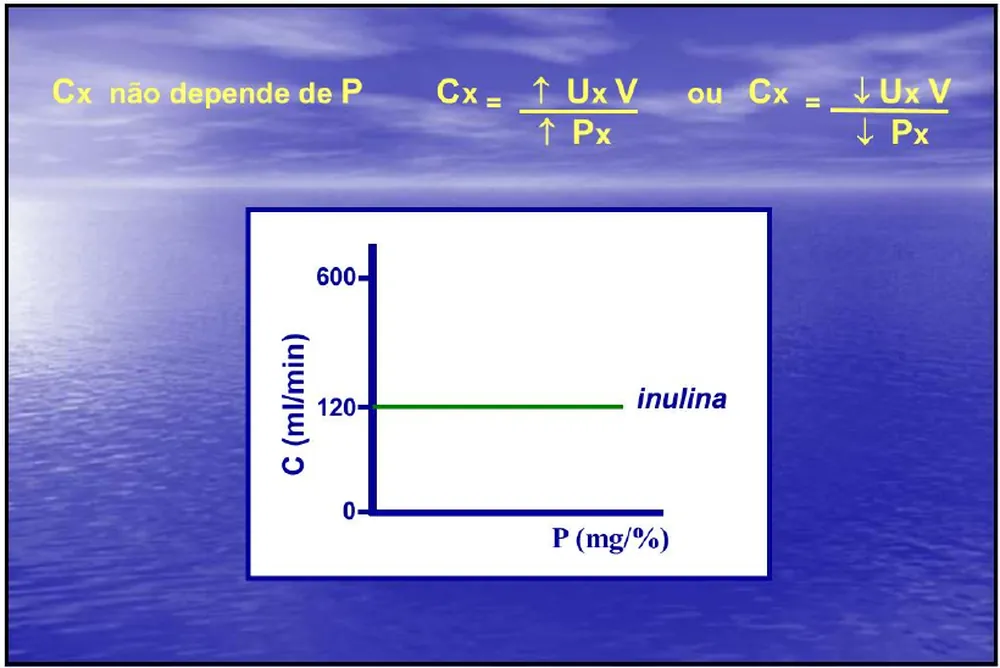 Cx não depende de P Cx = ↑ Ux V ou Cx = ↓ Ux V
↑ Px ↓ Px
600
C (ml/min)
120
inulina
0
P (mg/%)